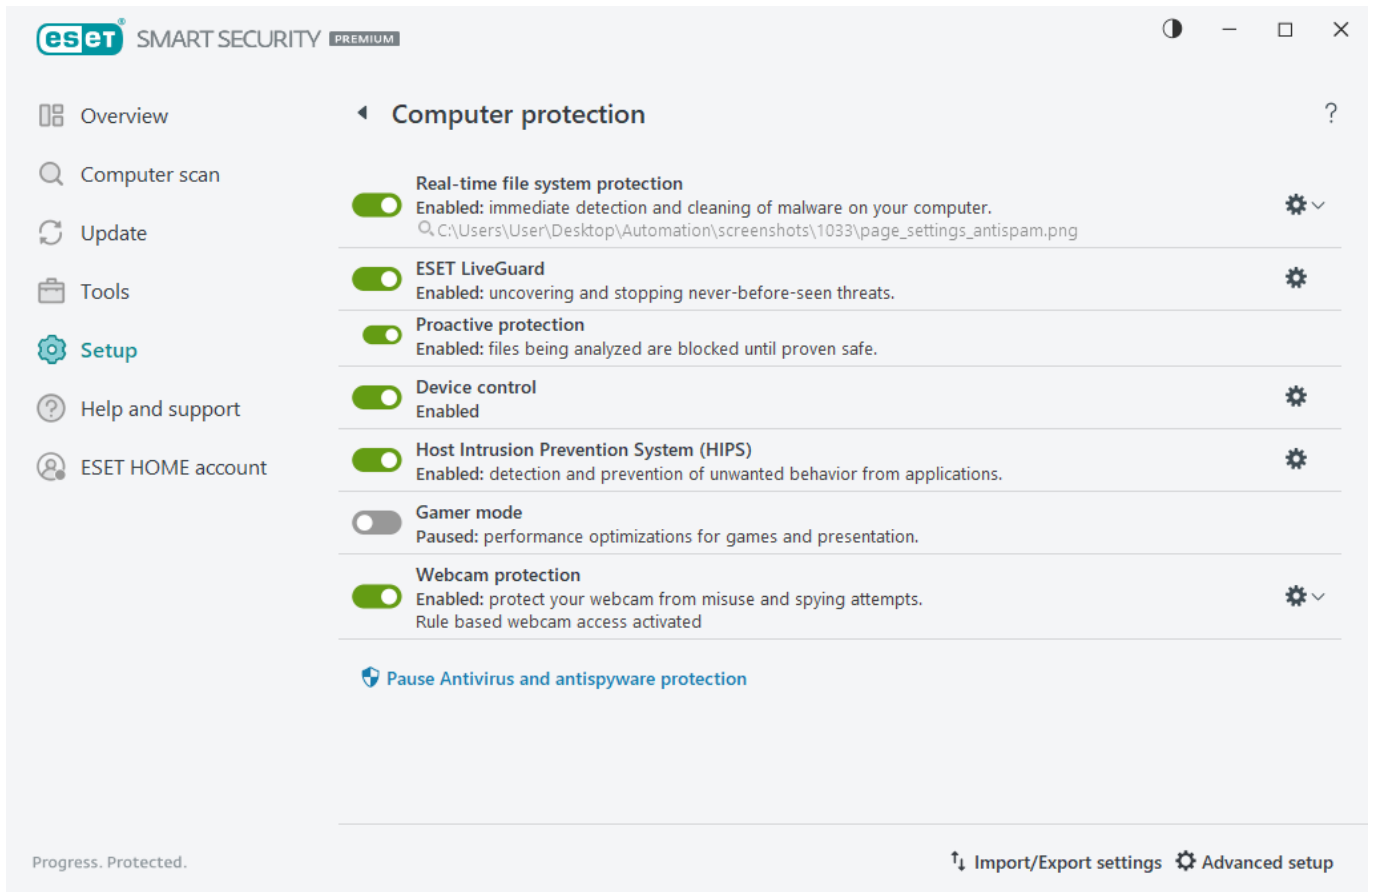 eset® SMART SECURITY PREMIUM
Overview
Computer scan
Update
Tools
Setup
Help and support
ESET HOME account
Computer protection
?
Real-time file system protection
Enabled: immediate detection and cleaning of malware on your computer.
C:\Users\User\Desktop\Automation\screenshots\1033\page_settings_antispam.png
ESET LiveGuard
Enabled: uncovering and stopping never-before-seen threats.
Proactive protection
Enabled: files being analyzed are blocked until proven safe.
Device control
Enabled
Host Intrusion Prevention System (HIPS)
Enabled: detection and prevention of unwanted behavior from applications.
Gamer mode
Paused: performance optimizations for games and presentation.
Webcam protection
Enabled: protect your webcam from misuse and spying attempts.
Rule based webcam access activated
Pause Antivirus and antispyware protection
Progress. Protected.
Import/Export settings
Advanced setup